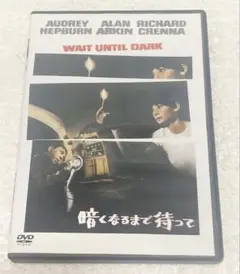 AUDREY ALAN RICHARD
HEPBURN ARKIN CRENNA
WAIT UNTIL DARK
暗くなるまで待って
DVD